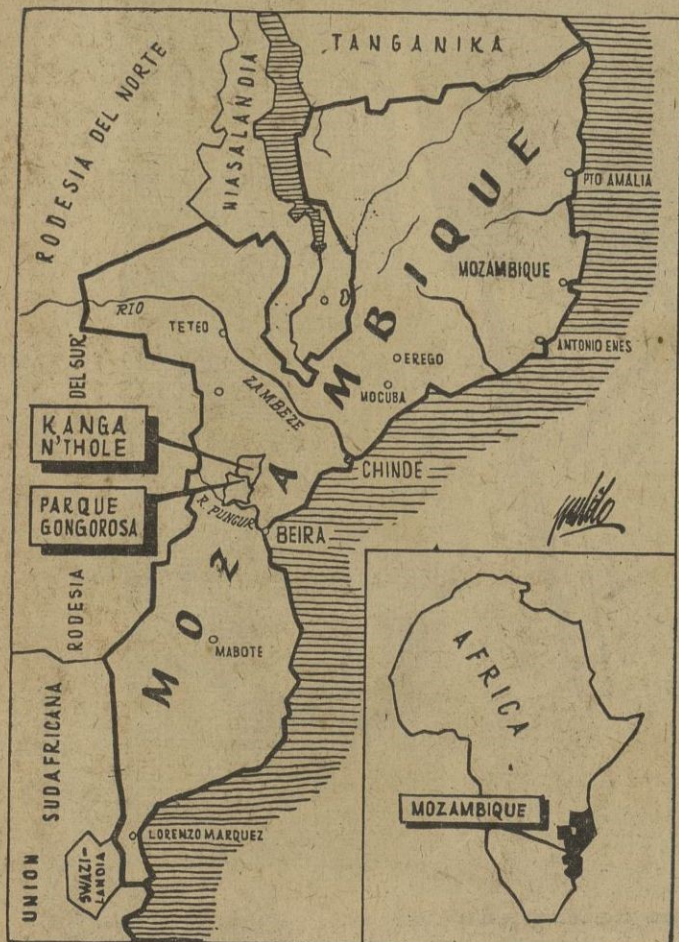 TANGANIKA
RODESIA DEL NORTE
NIASALANDIA
PTO AMALIA
MOZAMBIQUE
MOZAMBIQUE
ANTONIO ENES
EREGO
MOCUBA
RIO
ZAMBEZE
TETEO
DEL SUR
RODESIA
KANGA
N'THOLE
PARQUE
GONGOROSA
R. PUNGUR
CHINDE
BEIRA
MABOTE
UNION
SUDAFRICANA
SWAZI-
LANDIA
LORENZO MARQUEZ
AFRICA
MOZAMBIQUE